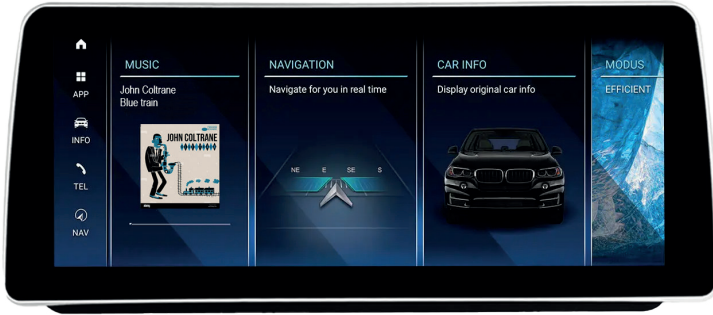 APP
INFO
TEL
NAV
MUSIC
John Coltrane
Blue train
JOHN COLTRANE
NAVIGATION
Navigate for you in real time
NE E SE S
CAR INFO
Display original car info
MODUS
EFFICIENT